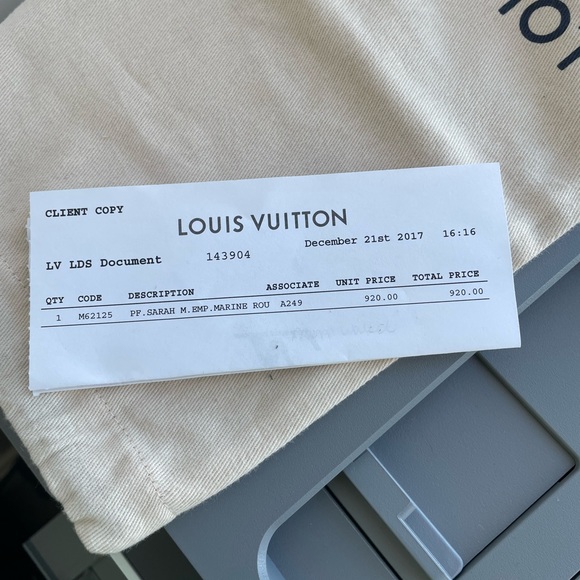 CLIENT COPY
LOUIS VUITTON
December 21st 2017 16:16
LV LDS Document 143904
QTY CODE DESCRIPTION ASSOCIATE UNIT PRICE TOTAL PRICE
1 M62125 PF.SARAH M.EMP.MARINE ROU A249 920.00 920.00